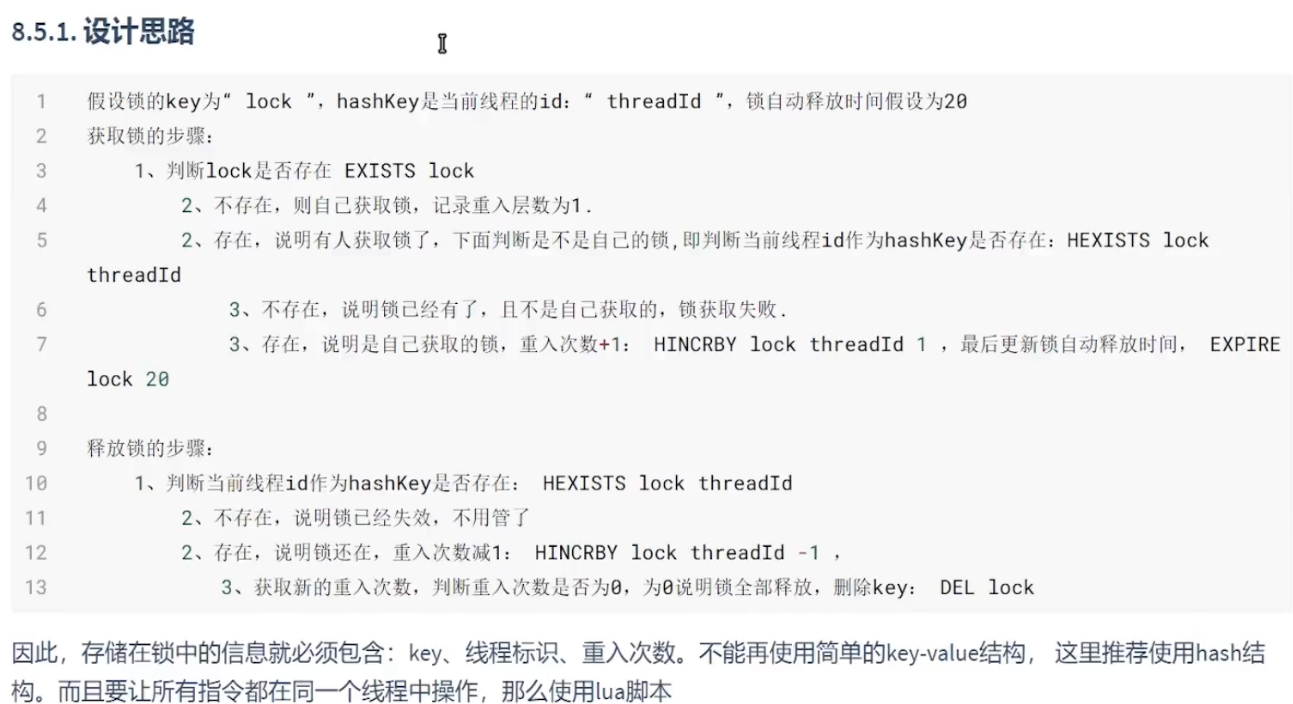 8.5.1. 设计思路
1 假设锁的key为“ lock ”，hashKey是当前线程的id：“ threadId ”，锁自动释放时间假设为20
2 获取锁的步骤：
3 1、判断lock是否存在 EXISTS lock
4 2、不存在，则自己获取锁，记录重入层数为1.
5 2、存在，说明有人获取锁了，下面判断是不是自己的锁,即判断当前线程id作为hashKey是否存在：HEXISTS lock
threadId
6 3、不存在，说明锁已经有了，且不是自己获取的，锁获取失败.
7 3、存在，说明是自己获取的锁，重入次数+1： HINCRBY lock threadId 1 ，最后更新锁自动释放时间， EXPIRE
lock 20
8
9 释放锁的步骤：
10 1、判断当前线程id作为hashKey是否存在： HEXISTS lock threadId
11 2、不存在，说明锁已经失效，不用管了
12 2、存在，说明锁还在，重入次数减1： HINCRBY lock threadId -1 ，
13 3、获取新的重入次数，判断重入次数是否为0，为0说明锁全部释放，删除key： DEL lock
因此，存储在锁中的信息就必须包含：key、线程标识、重入次数。不能再使用简单的key-value结构， 这里推荐使用hash结
构。而且要让所有指令都在同一个线程中操作，那么使用lua脚本